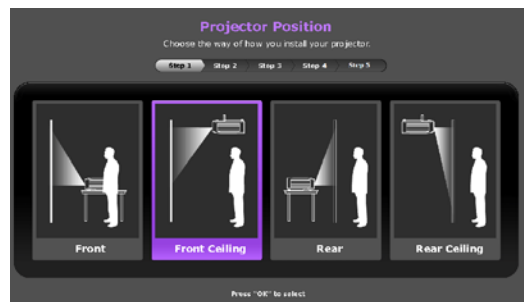 Projector Position
Choose the way of how you install your projector.
Step 1 Step 2 Step 3 Step 4 Step 5
Front Front Ceiling Rear Rear Ceiling
Press "OK" to select